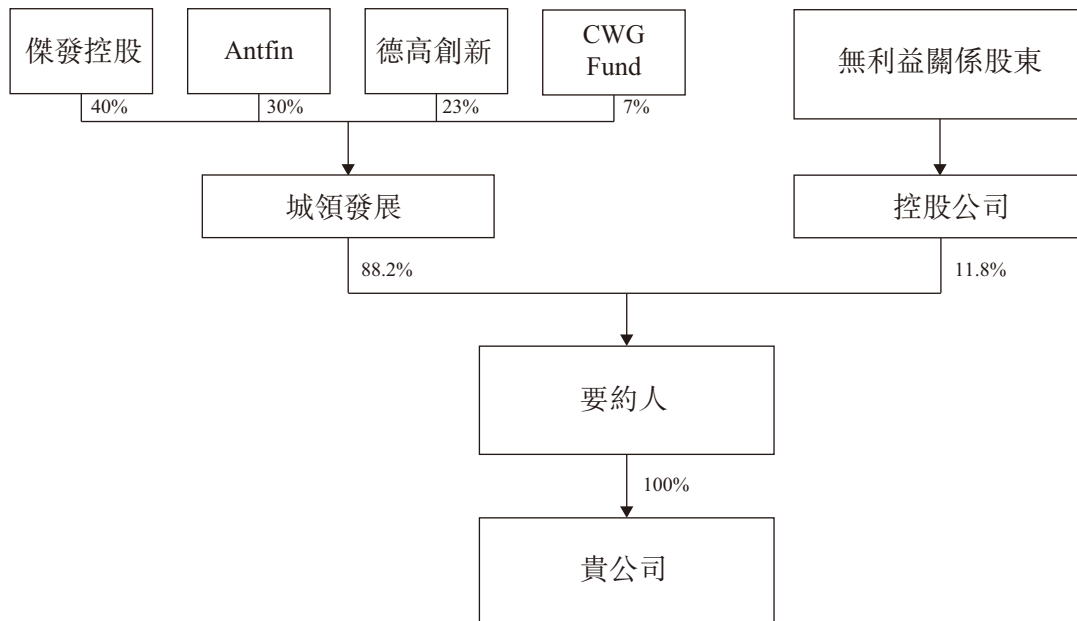 傑發控股
Antfin
德高創新
CWG
Fund
無利益關係股東
40%
30%
23%
7%
城領發展
控股公司
88.2%
11.8%
要約人
100%
貴公司